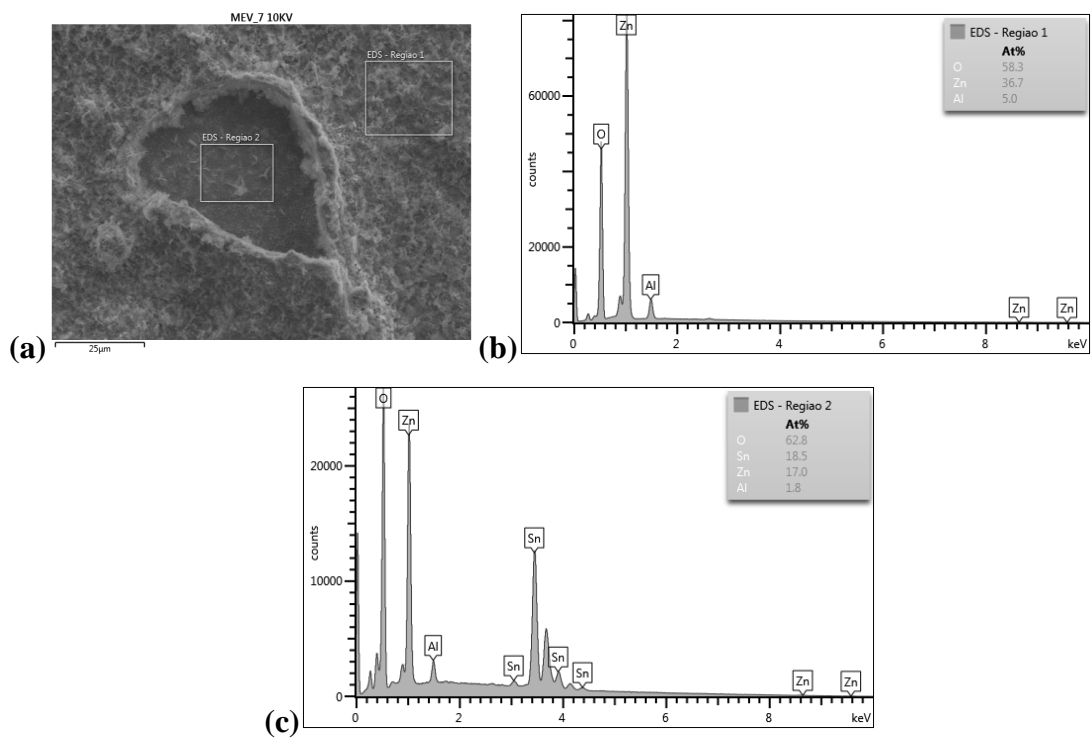 MEV_7 10KV
EDS - Regiao 1
EDS - Regiao 2
25µm
(a)
60000
20000
0
counts
O
Zn
Al
Zn
Zn
0
2
4
6
8
keV
EDS - Regiao 1
At%
O 58.3
Zn 36.7
Al 5.0
(b)
20000
10000
0
counts
O
Zn
Al
Sn
Sn
Sn
Sn
Zn
Zn
0
2
4
6
8
keV
EDS - Regiao 2
At%
O 62.8
Sn 18.5
Zn 17.0
Al 1.8
(c)